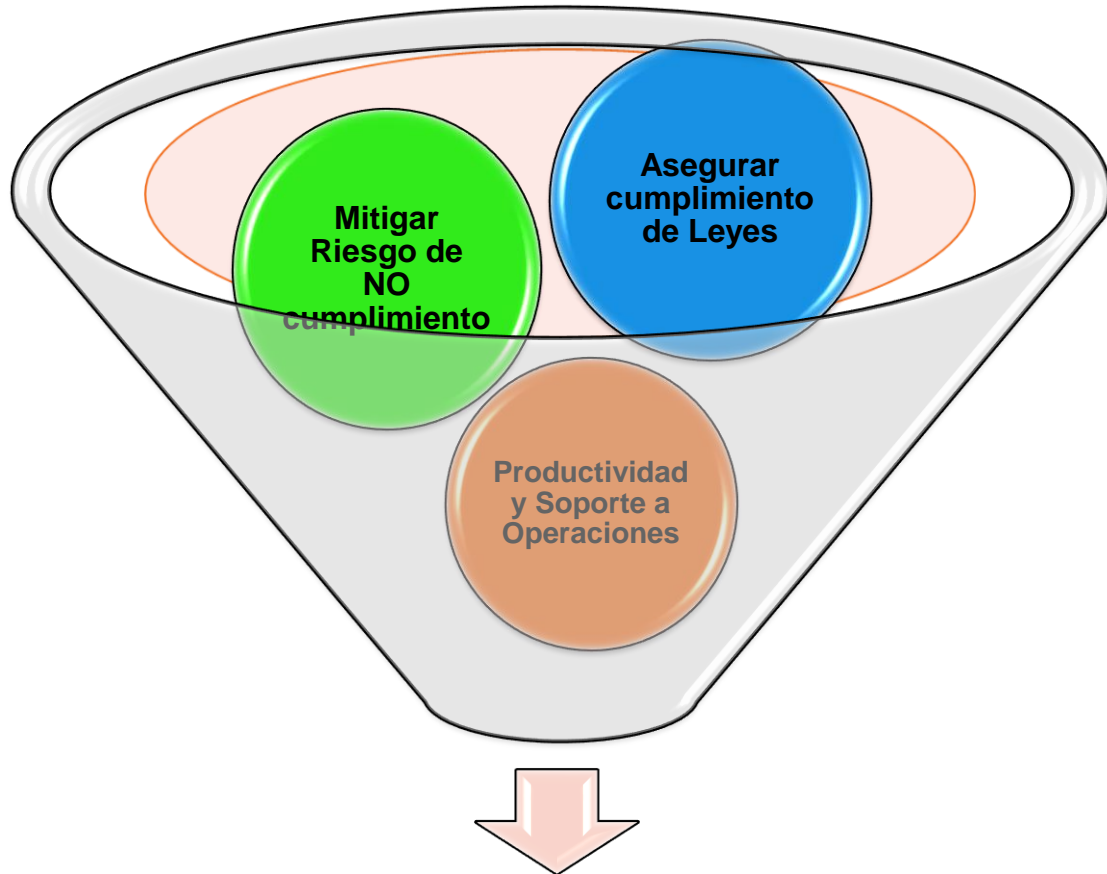 Mitigar
Riesgo de
NO
cumplimiento
Asegurar
cumplimiento
de Leyes
Productividad
y Soporte a
Operaciones